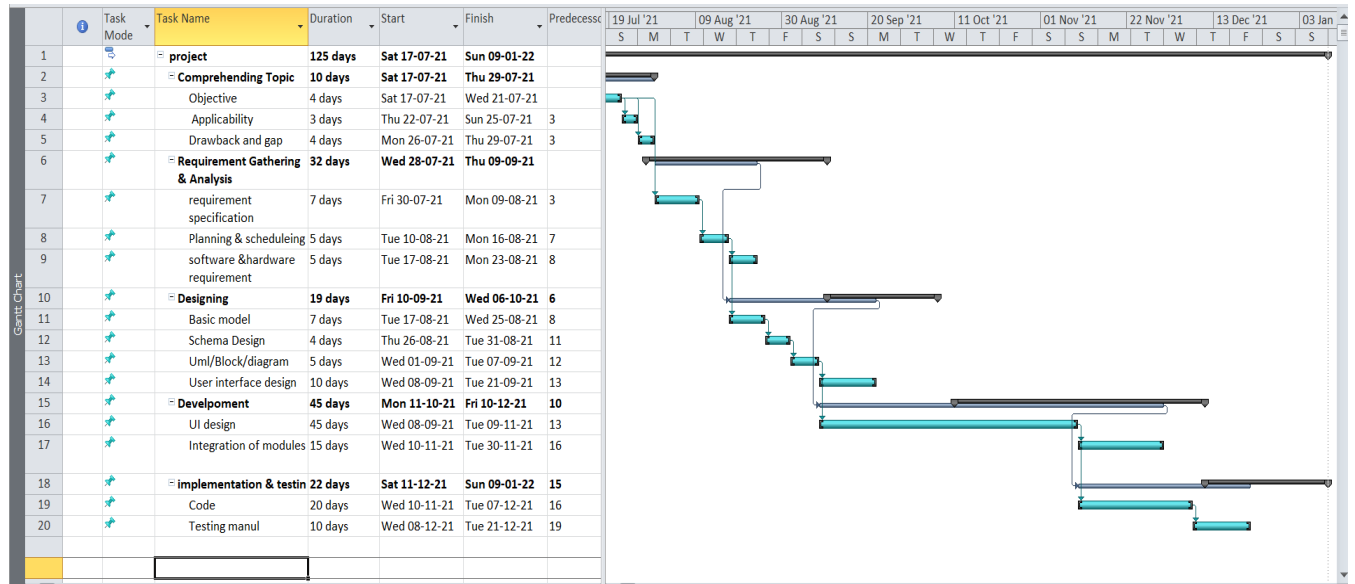 Task Mode Task Name Duration Start Finish Predecesso 19 Jul '21 09 Aug '21 30 Aug '21 20 Sep '21 11 Oct '21 01 Nov '21 22 Nov '21 13 Dec '21 03 Jan
S M T W T F S S M T W T F S S M T W T F S S
1 project 125 days Sat 17-07-21 Sun 09-01-22
2 Comprehending Topic 10 days Sat 17-07-21 Thu 29-07-21
3 Objective 4 days Sat 17-07-21 Wed 21-07-21
4 Applicability 3 days Thu 22-07-21 Sun 25-07-21 3
5 Drawback and gap 4 days Mon 26-07-21 Thu 29-07-21 3
6 Requirement Gathering & Analysis 32 days Wed 28-07-21 Thu 09-09-21
7 requirement specification 7 days Fri 30-07-21 Mon 09-08-21 3
8 Planning & scheduleing 5 days Tue 10-08-21 Mon 16-08-21 7
9 software &hardware requirement 5 days Tue 17-08-21 Mon 23-08-21 8
10 Designing 19 days Fri 10-09-21 Wed 06-10-21 6
11 Basic model 7 days Tue 17-08-21 Wed 25-08-21 8
12 Schema Design 4 days Thu 26-08-21 Tue 31-08-21 11
13 Uml/Block/diagram 5 days Wed 01-09-21 Tue 07-09-21 12
14 User interface design 10 days Wed 08-09-21 Tue 21-09-21 13
15 Develpoment 45 days Mon 11-10-21 Fri 10-12-21 10
16 UI design 45 days Wed 08-09-21 Tue 09-11-21 13
17 Integration of modules 15 days Wed 10-11-21 Tue 30-11-21 16
18 implementation & testin 22 days Sat 11-12-21 Sun 09-01-22 15
19 Code 20 days Wed 10-11-21 Tue 07-12-21 16
20 Testing manul 10 days Wed 08-12-21 Tue 21-12-21 19
Gantt Chart